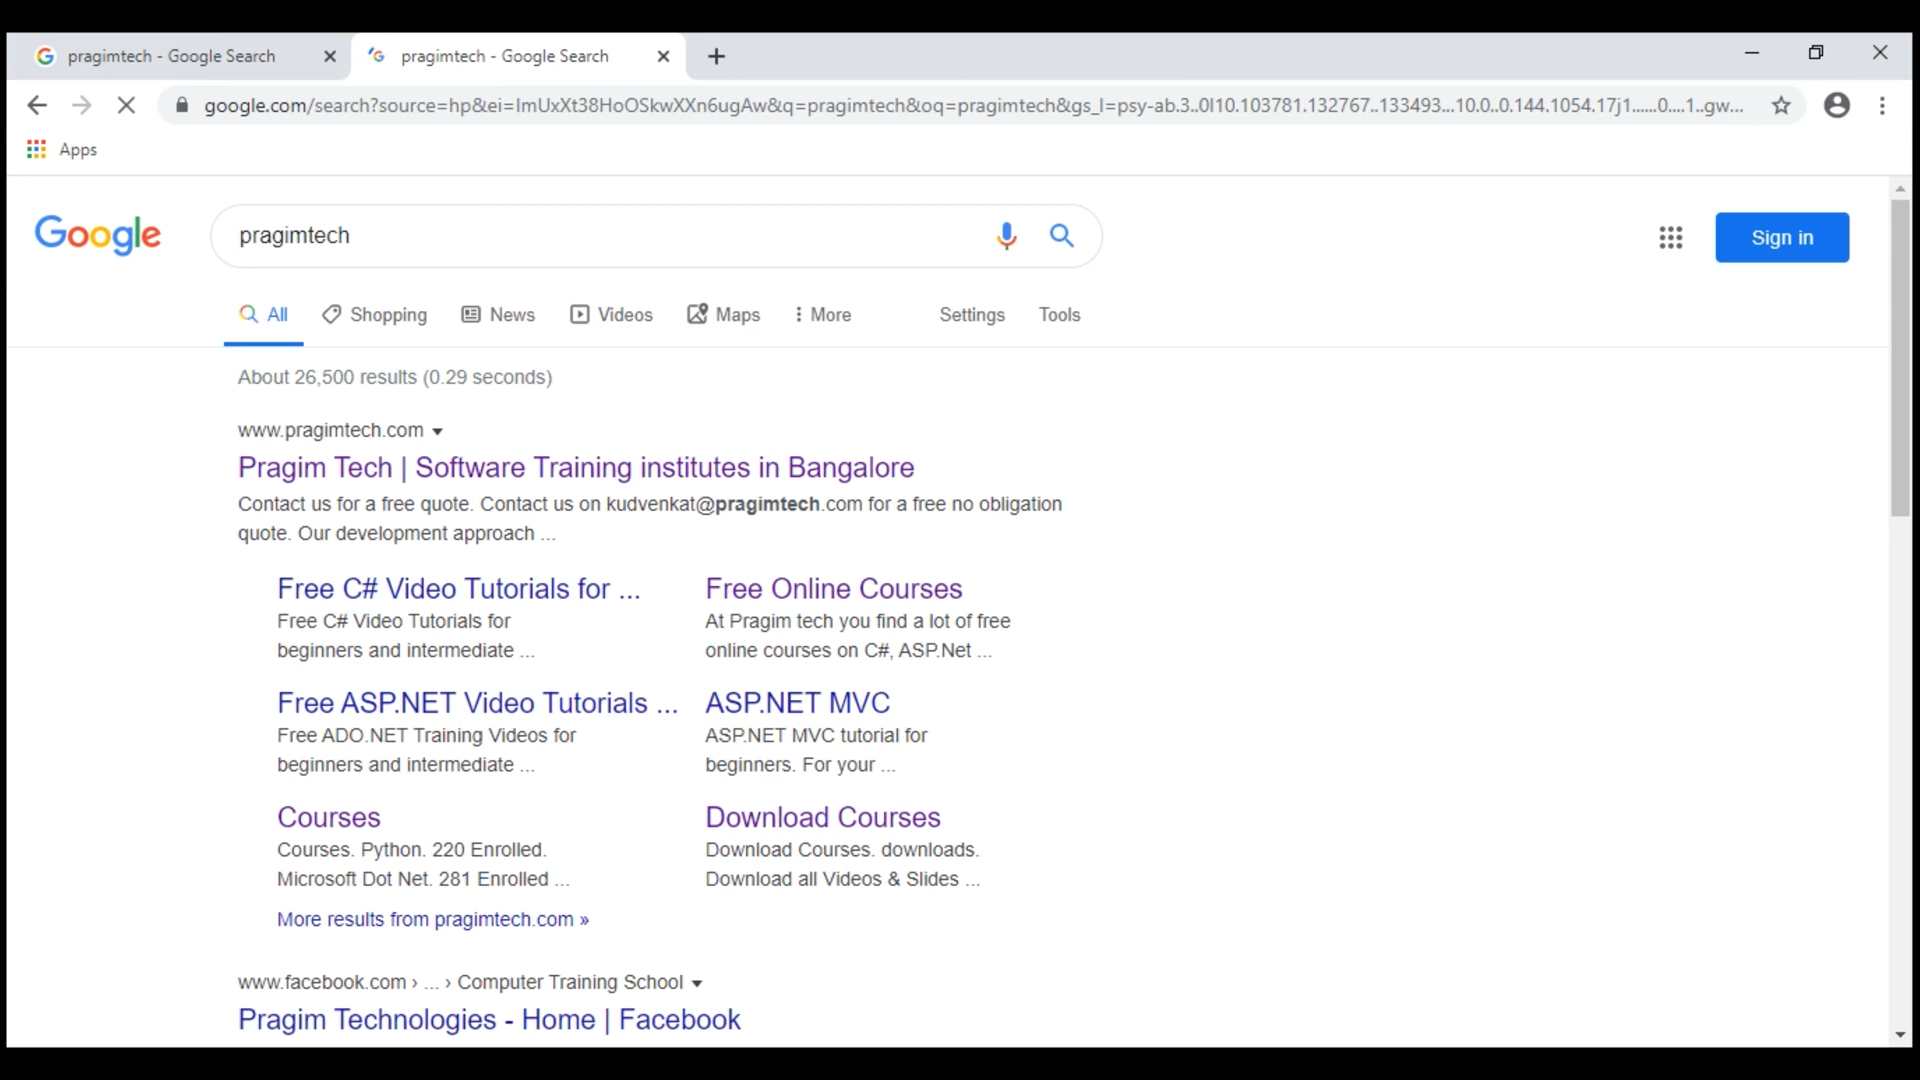 pragimtech - Google Search
pragimtech - Google Search
google.com/search?source=hp&ei=ImUxXt38HoOSkwXXn6ugAw&q=pragimtech&oq=pragimtech&gs_l=psy-ab.3..0l10.103781.132767..133493...10.0..0.144.1054.17j1......0....1..gw...
Apps
Google
pragimtech
Sign in
All Shopping News Videos Maps More Settings Tools
About 26,500 results (0.29 seconds)
www.pragimtech.com
Pragim Tech | Software Training institutes in Bangalore
Contact us for a free quote. Contact us on kudvenkat@pragimtech.com for a free no obligation
quote. Our development approach ...
Free C# Video Tutorials for ...
Free C# Video Tutorials for
beginners and intermediate ...
Free Online Courses
At Pragim tech you find a lot of free
online courses on C#, ASP.Net ...
Free ASP.NET Video Tutorials ...
Free ADO.NET Training Videos for
beginners and intermediate ...
ASP.NET MVC
ASP.NET MVC tutorial for
beginners. For your ...
Courses
Courses. Python. 220 Enrolled.
Microsoft Dot Net. 281 Enrolled ...
Download Courses
Download Courses. downloads.
Download all Videos & Slides ...
More results from pragimtech.com »
www.facebook.com › ... › Computer Training School
Pragim Technologies - Home | Facebook